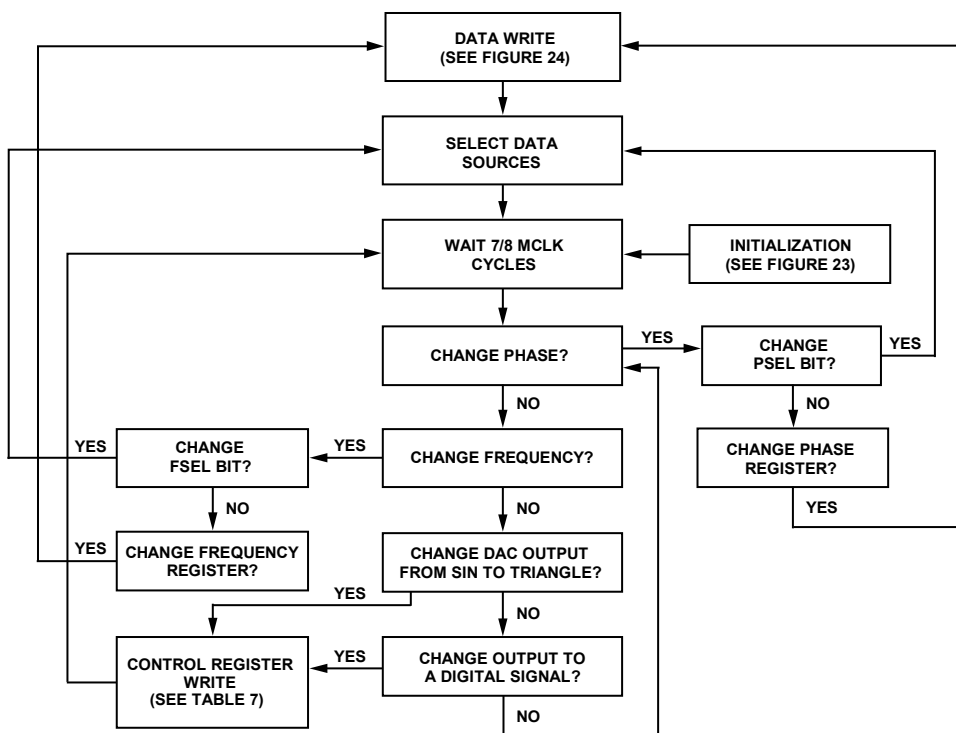 DATA WRITE
(SEE FIGURE 24)
SELECT DATA
SOURCES
WAIT 7/8 MCLK
CYCLES
INITIALIZATION
(SEE FIGURE 23)
CHANGE PHASE?
YES
CHANGE
PSEL BIT?
YES
NO
NO
YES
CHANGE
FSEL BIT?
YES
CHANGE FREQUENCY?
CHANGE PHASE
REGISTER?
YES
NO
NO
YES
CHANGE FREQUENCY
REGISTER?
CHANGE DAC OUTPUT
FROM SIN TO TRIANGLE?
YES
NO
CONTROL REGISTER
WRITE
(SEE TABLE 7)
YES
CHANGE OUTPUT TO
A DIGITAL SIGNAL?
NO